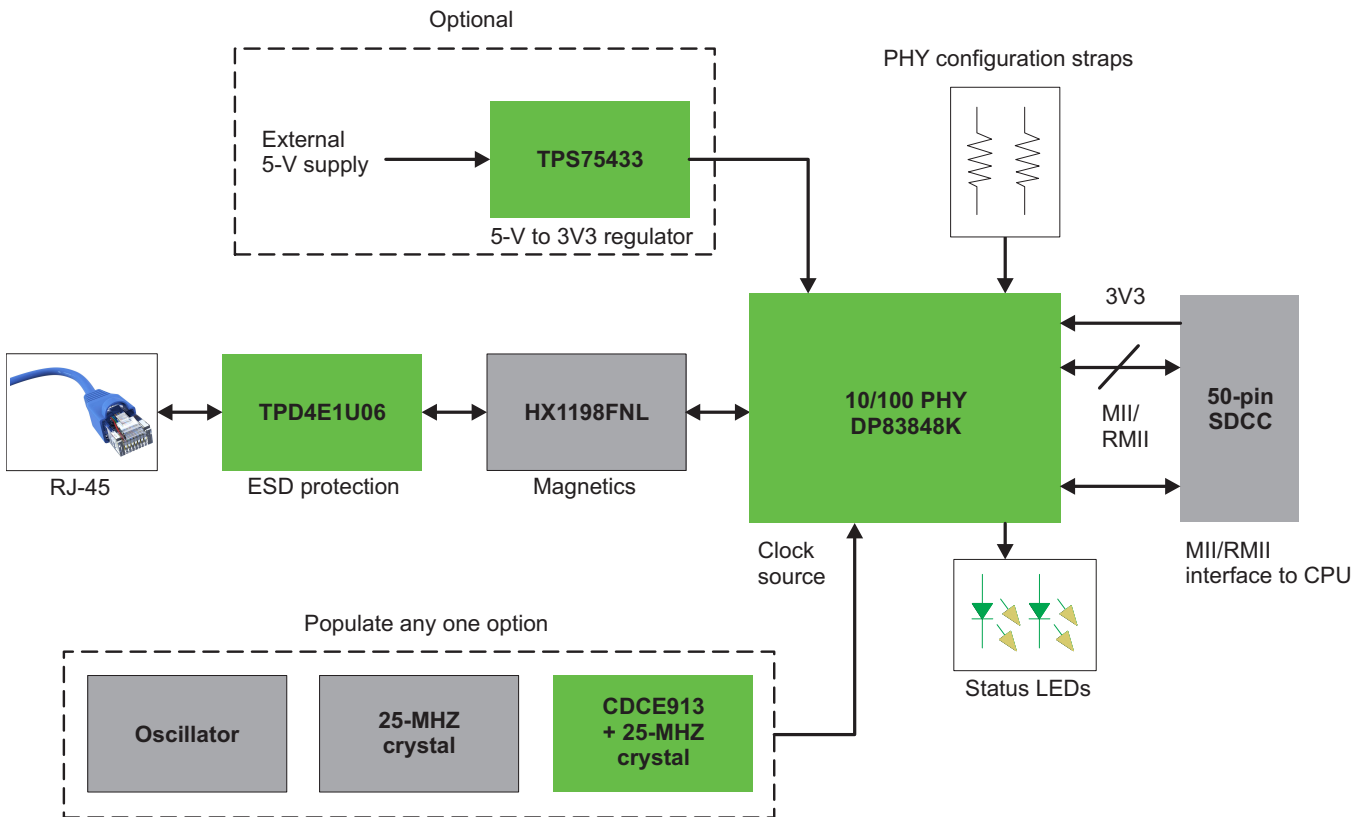 Optional
PHY configuration straps
External
5-V supply
TPS75433
5-V to 3V3 regulator
3V3
TPD4E1U06
HX1198FNL
10/100 PHY
DP83848K
MII/
RMII
50-pin
SDCC
RJ-45
ESD protection
Magnetics
Clock
source
MII/RMII
interface to CPU
Populate any one option
Status LEDs
Oscillator
25-MHZ
crystal
CDCE913
+ 25-MHZ
crystal